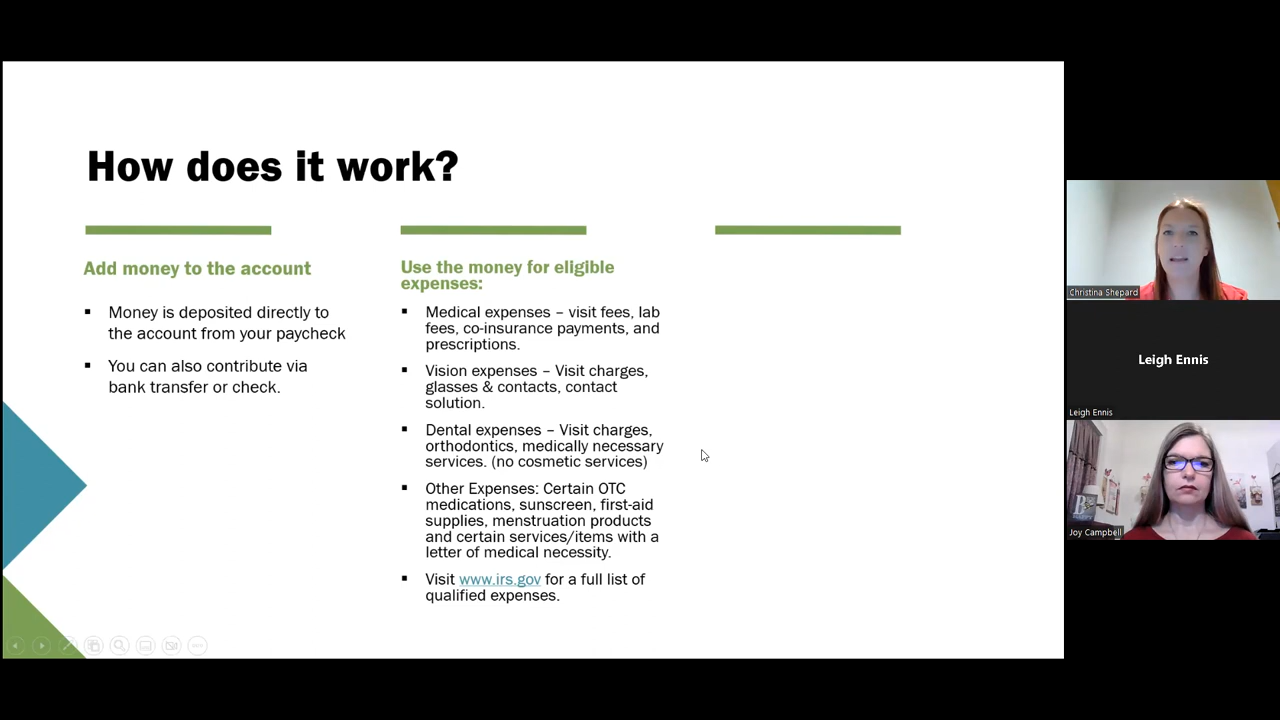 How does it work?
Add money to the account
▪ Money is deposited directly to
the account from your paycheck
▪ You can also contribute via
bank transfer or check.
Use the money for eligible
expenses:
▪ Medical expenses – visit fees, lab
fees, co-insurance payments, and
prescriptions.
▪ Vision expenses – Visit charges,
glasses & contacts, contact
solution.
▪ Dental expenses – Visit charges,
orthodontics, medically necessary
services. (no cosmetic services)
▪ Other Expenses: Certain OTC
medications, sunscreen, first-aid
supplies, menstruation products
and certain services/items with a
letter of medical necessity.
▪ Visit www.irs.gov for a full list of
qualified expenses.
Christina Shepard
Leigh Ennis
Leigh Ennis
Joy Campbell